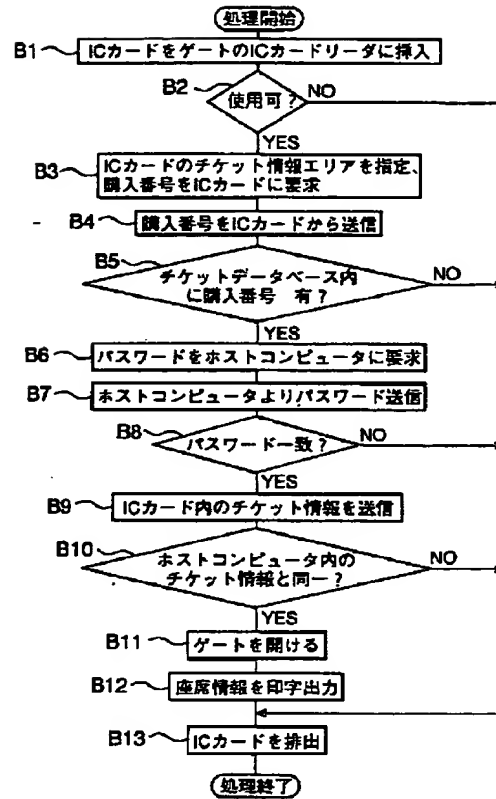 処理開始
B1 ICカードをゲートのICカードリーダに挿入
B2 使用可? NO
YES
B3 ICカードのチケット情報エリアを指定、
購入番号をICカードに要求
B4 購入番号をICカードから送信
B5 チケットデータベース内 NO
に購入番号 有?
YES
B6 パスワードをホストコンピュータに要求
B7 ホストコンピュータよりパスワード送信
B8 パスワード一致? NO
YES
B9 ICカード内のチケット情報を送信
B10 ホストコンピュータ内の NO
チケット情報と同一?
YES
B11 ゲートを開ける
B12 座席情報を印字出力
B13 ICカードを排出
処理終了